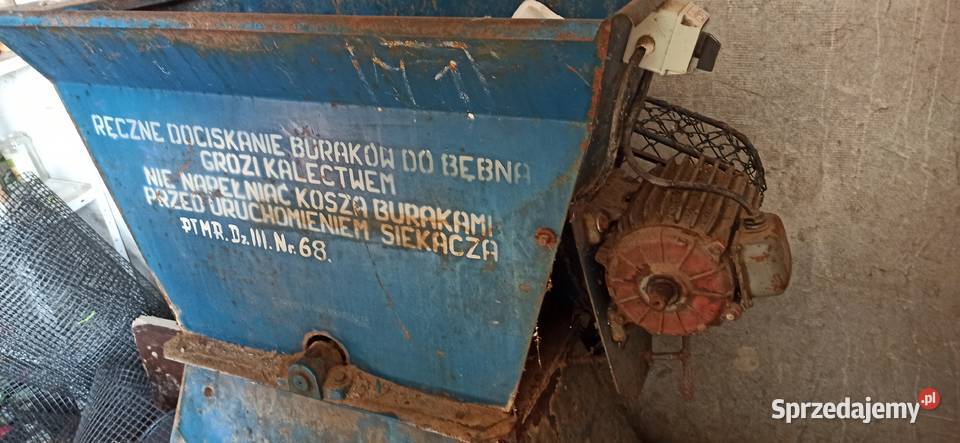 RĘCZNE DOCISKANIE BURAKÓW DO BĘBNA
GROZI KALECTWEM
NIE NAPEŁNIAĆ KOSZA BURAKAMI
PRZED URUCHOMIENIEM SIEKACZA
PTMR. Dz. III. Nr. 68.
Sprzedajemy.pl